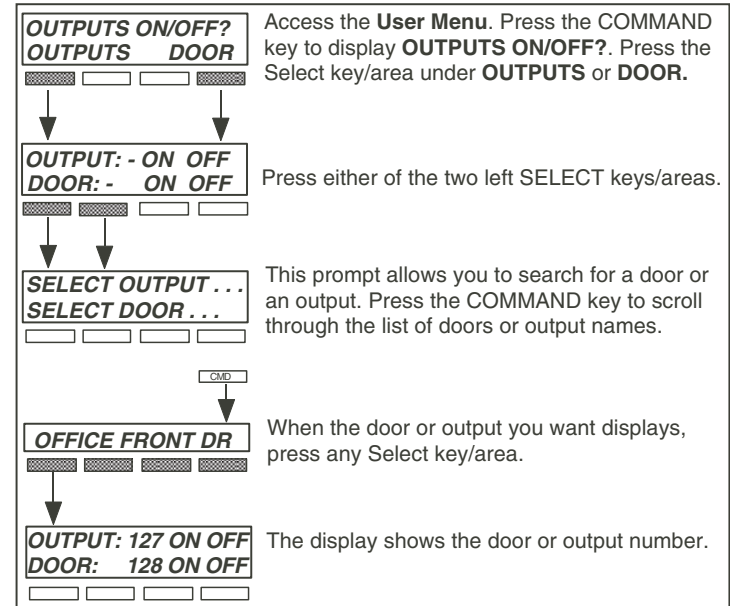 OUTPUTS ON/OFF?
OUTPUTS DOOR
Access the User Menu. Press the COMMAND
key to display OUTPUTS ON/OFF?. Press the
Select key/area under OUTPUTS or DOOR.
OUTPUT: - ON OFF
DOOR: - ON OFF
Press either of the two left SELECT keys/areas.
SELECT OUTPUT . . .
SELECT DOOR . . .
This prompt allows you to search for a door or
an output. Press the COMMAND key to scroll
through the list of doors or output names.
CMD
OFFICE FRONT DR
When the door or output you want displays,
press any Select key/area.
OUTPUT: 127 ON OFF
DOOR: 128 ON OFF
The display shows the door or output number.